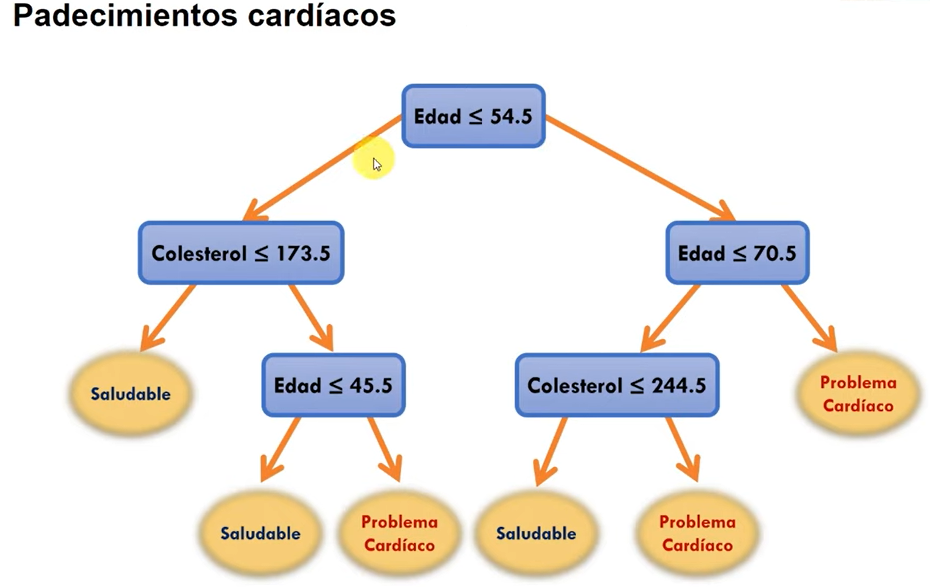 Padecimientos cardíacos
Edad ≤ 54.5
Colesterol ≤ 173.5
Edad ≤ 70.5
Saludable
Edad ≤ 45.5
Colesterol ≤ 244.5
Problema
Cardíaco
Saludable
Problema
Cardíaco
Saludable
Problema
Cardíaco